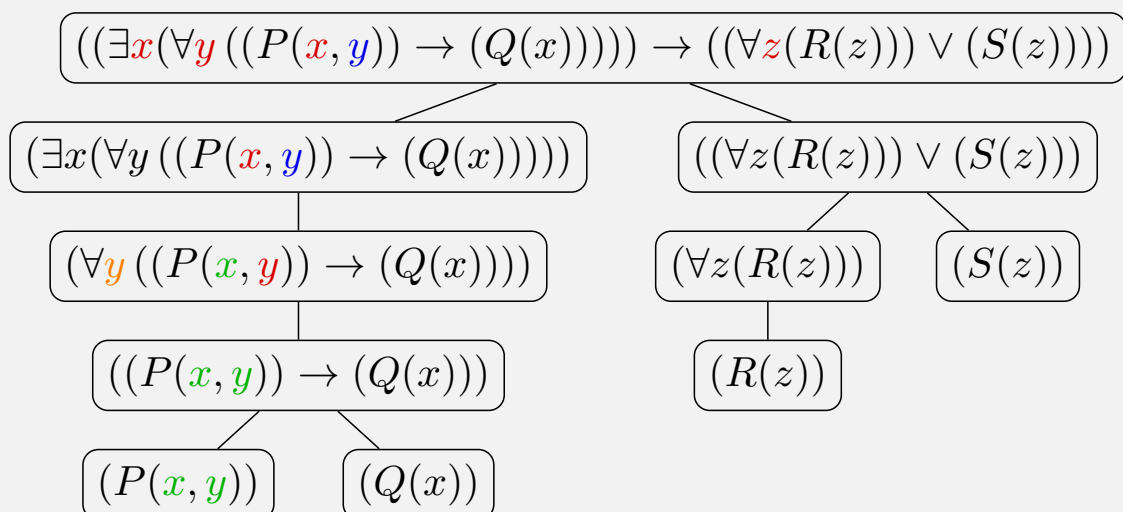 ((∃x(∀y ((P(x, y)) → (Q(x))))) → ((∀z(R(z))) ∨ (S(z))))
(∃x(∀y ((P(x, y)) → (Q(x)))))
((∀z(R(z))) ∨ (S(z)))
(∀y ((P(x, y)) → (Q(x))))
(∀z(R(z)))
(S(z))
((P(x, y)) → (Q(x)))
(R(z))
(P(x, y))
(Q(x))